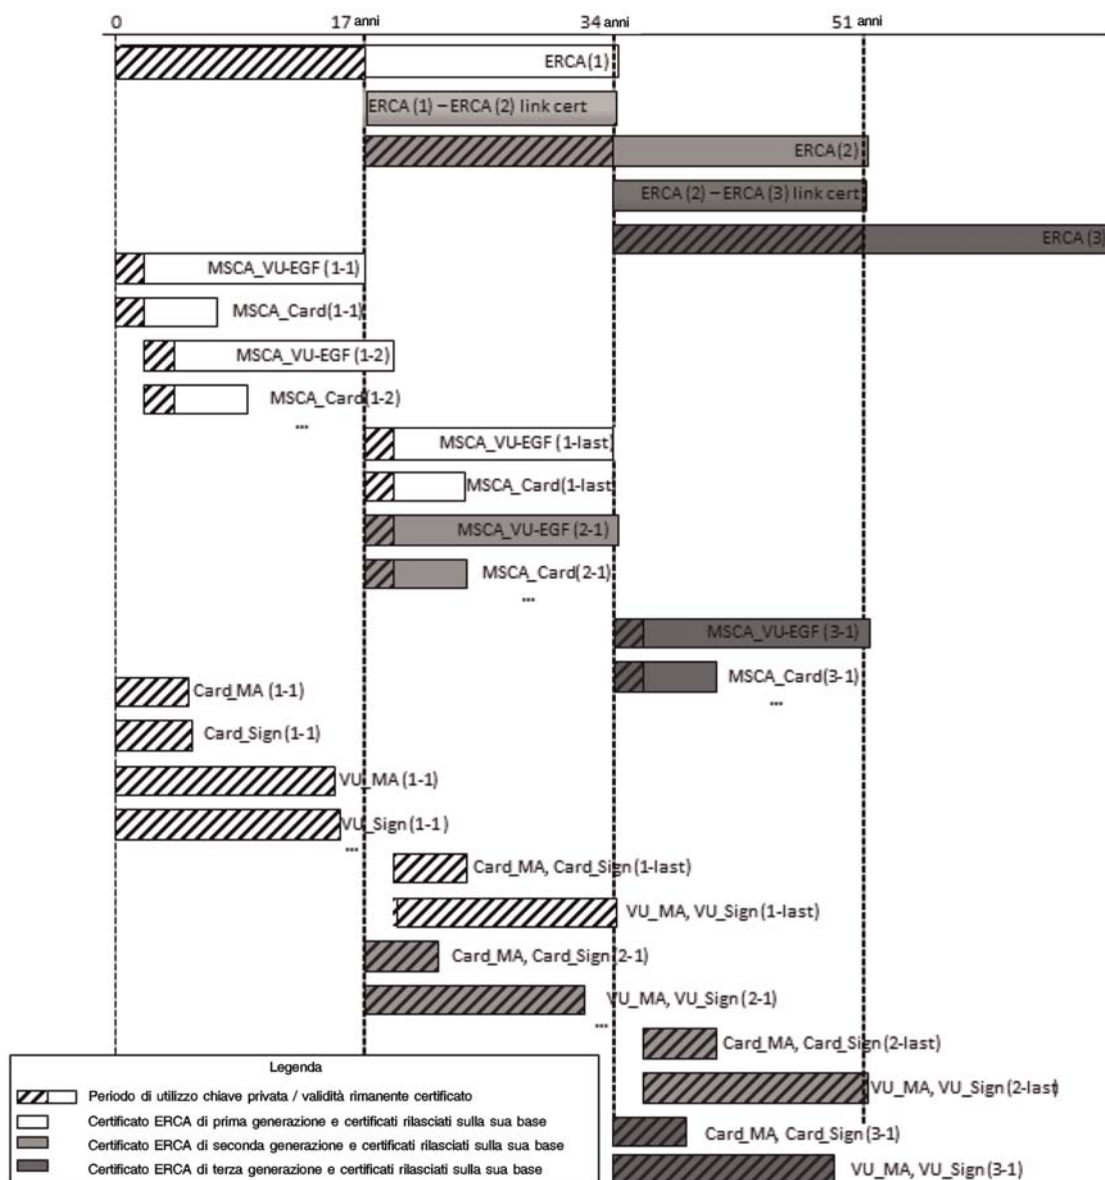 0 17 anni 34 anni 51 anni
ERCA (1)
ERCA (1) – ERCA (2) link cert
ERCA (2)
ERCA (2) – ERCA (3) link cert
ERCA (3)
MSCA_VU-EGF (1-1)
MSCA_Card(1-1)
MSCA_VU-EGF (1-2)
MSCA_Card(1-2)
...
MSCA_VU-EGF (1-last)
MSCA_Card(1-last
MSCA_VU-EGF (2-1)
MSCA_Card(2-1)
...
MSCA_VU-EGF (3-1)
MSCA_Card(3-1)
...
Card_MA (1-1)
Card_Sign (1-1)
VU_MA (1-1)
VU_Sign (1-1)
...
Card_MA, Card_Sign (1-last)
VU_MA, VU_Sign (1-last)
Card_MA, Card_Sign (2-1)
VU_MA, VU_Sign (2-1)
...
Card_MA, Card_Sign (2-last)
VU_MA, VU_Sign (2-last)
Card_MA, Card_Sign (3-1)
VU_MA, VU_Sign (3-1)
Legenda
Periodo di utilizzo chiave privata / validità rimanente certificato
Certificato ERCA di prima generazione e certificati rilasciati sulla sua base
Certificato ERCA di seconda generazione e certificati rilasciati sulla sua base
Certificato ERCA di terza generazione e certificati rilasciati sulla sua base